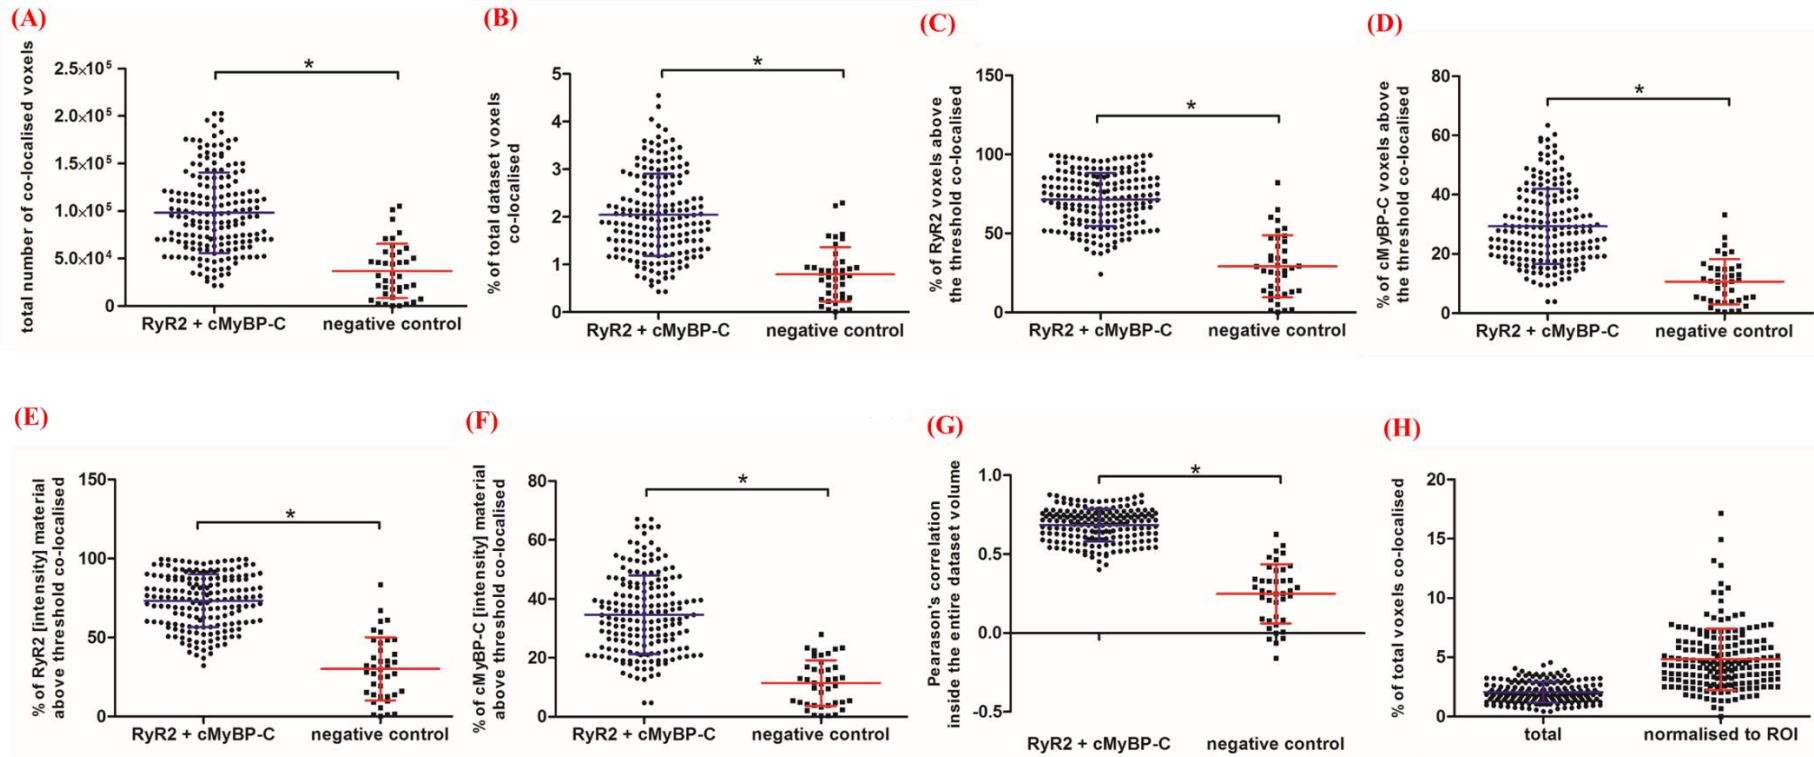 (A)
total number of co-localised voxels
2.5×10⁵
2.0×10⁵
1.5×10⁵
1.0×10⁵
5.0×10⁴
0
*
RyR2 + cMyBP-C
negative control
(B)
% of total dataset voxels
co-localised
5
4
3
2
1
0
*
RyR2 + cMyBP-C
negative control
(C)
% of RyR2 voxels above
the threshold co-localised
150
100
50
0
*
RyR2 + cMyBP-C
negative control
(D)
% of cMyBP-C voxels above
the threshold co-localised
80
60
40
20
0
*
RyR2 + cMyBP-C
negative control
(E)
% of RyR2 [intensity] material
above threshold co-localised
150
100
50
0
*
RyR2 + cMyBP-C
negative control
(F)
% of cMyBP-C [intensity] material
above threshold co-localised
80
60
40
20
0
*
RyR2 + cMyBP-C
negative control
(G)
Pearason's correlation
inside the entire dataset volume
1.0
0.5
0.0
-0.5
*
RyR2 + cMyBP-C
negative control
(H)
% of total voxels co-localised
20
15
10
5
0
total
normalised to ROI